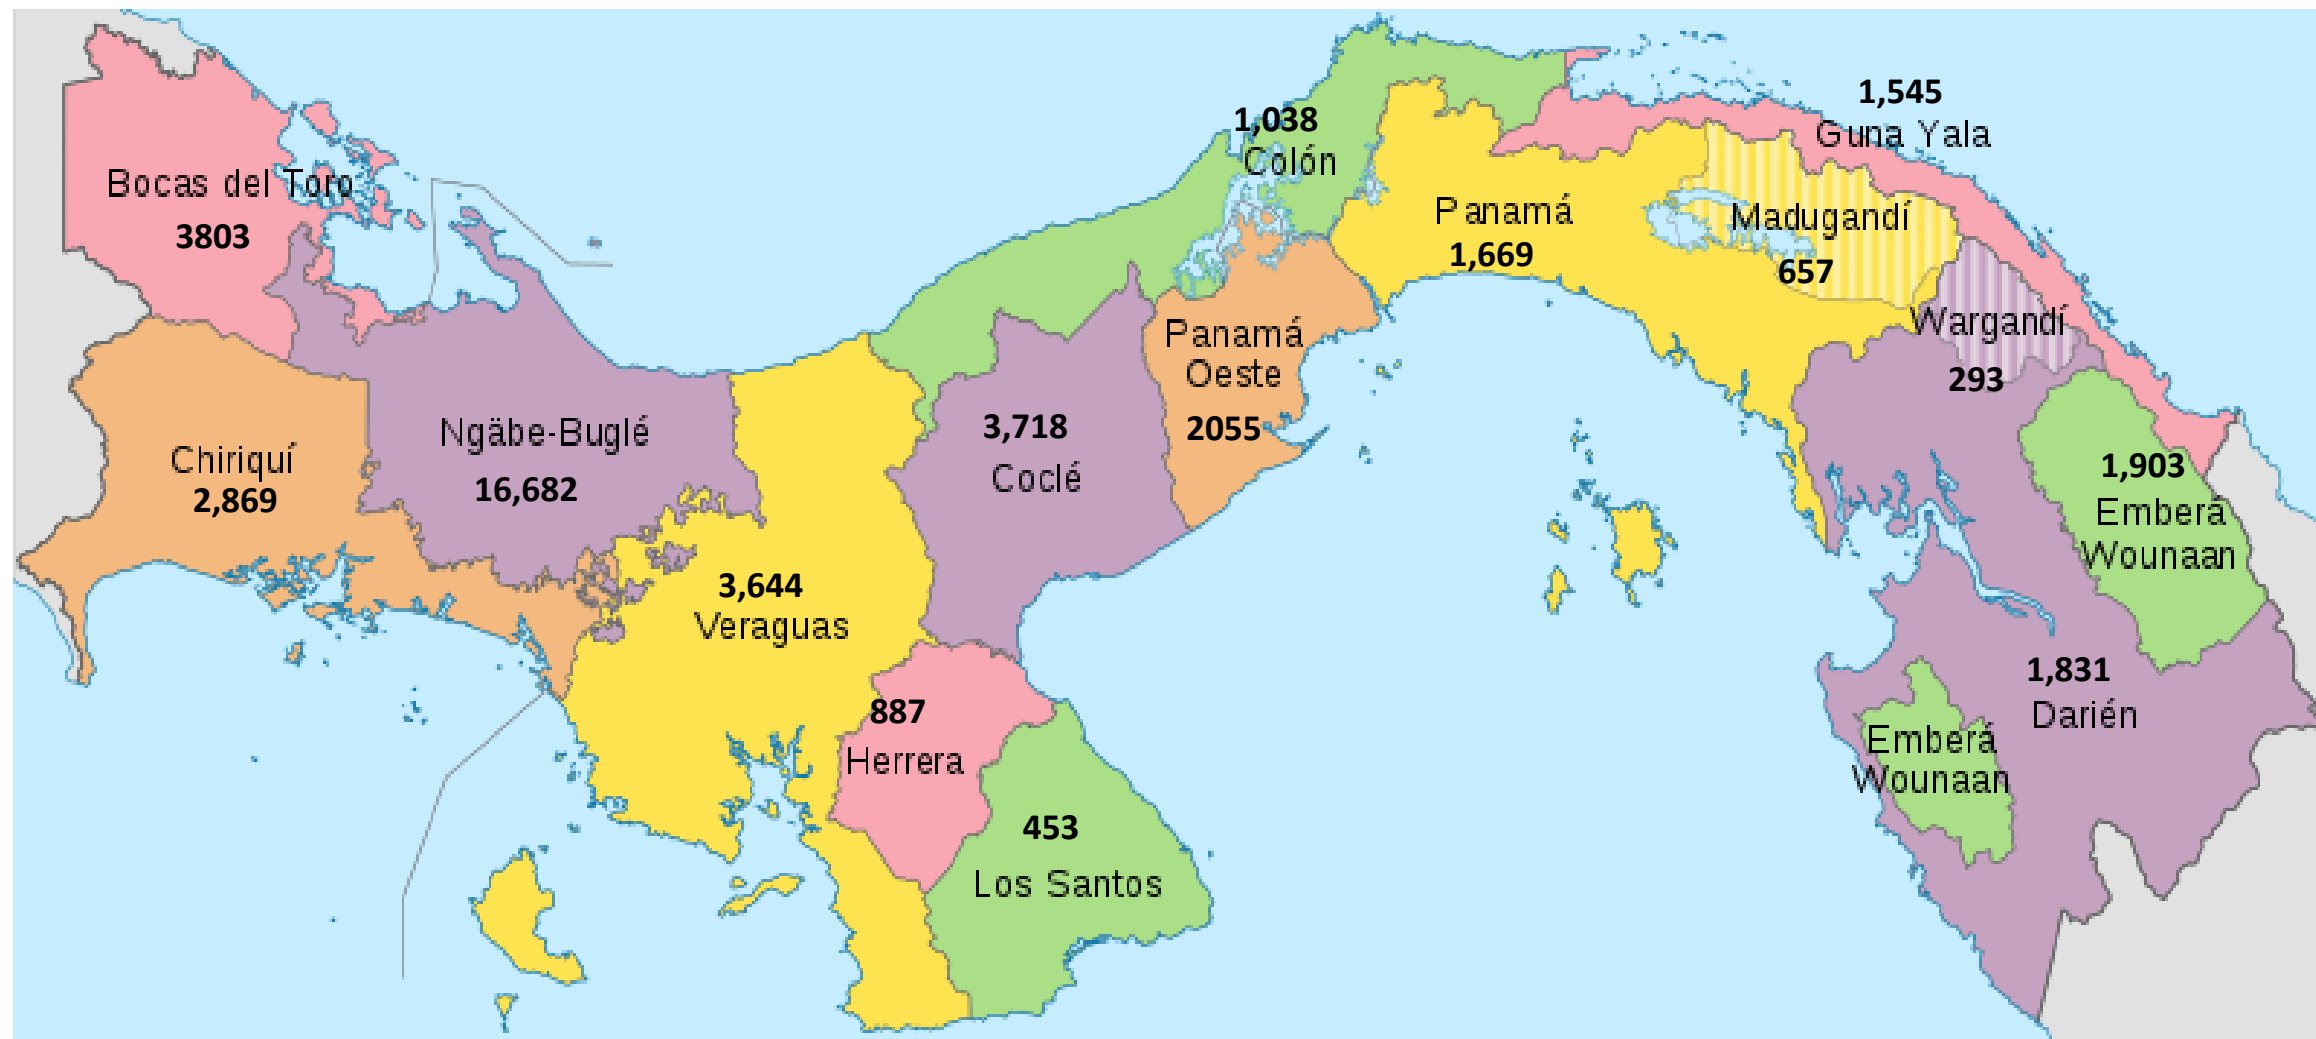 1,545
Guna Yala
1,038
Colón
Bocas del Toro
3803
Panamá
1,669
Madugandí
657
Wargandí
293
Panamá
Oeste
2055
Chiriquí
2,869
Ngäbe-Buglé
16,682
3,718
Coclé
1,903
Emberá
Wounaan
3,644
Veraguas
1,831
Darién
887
Herrera
Emberá
Wounaan
453
Los Santos